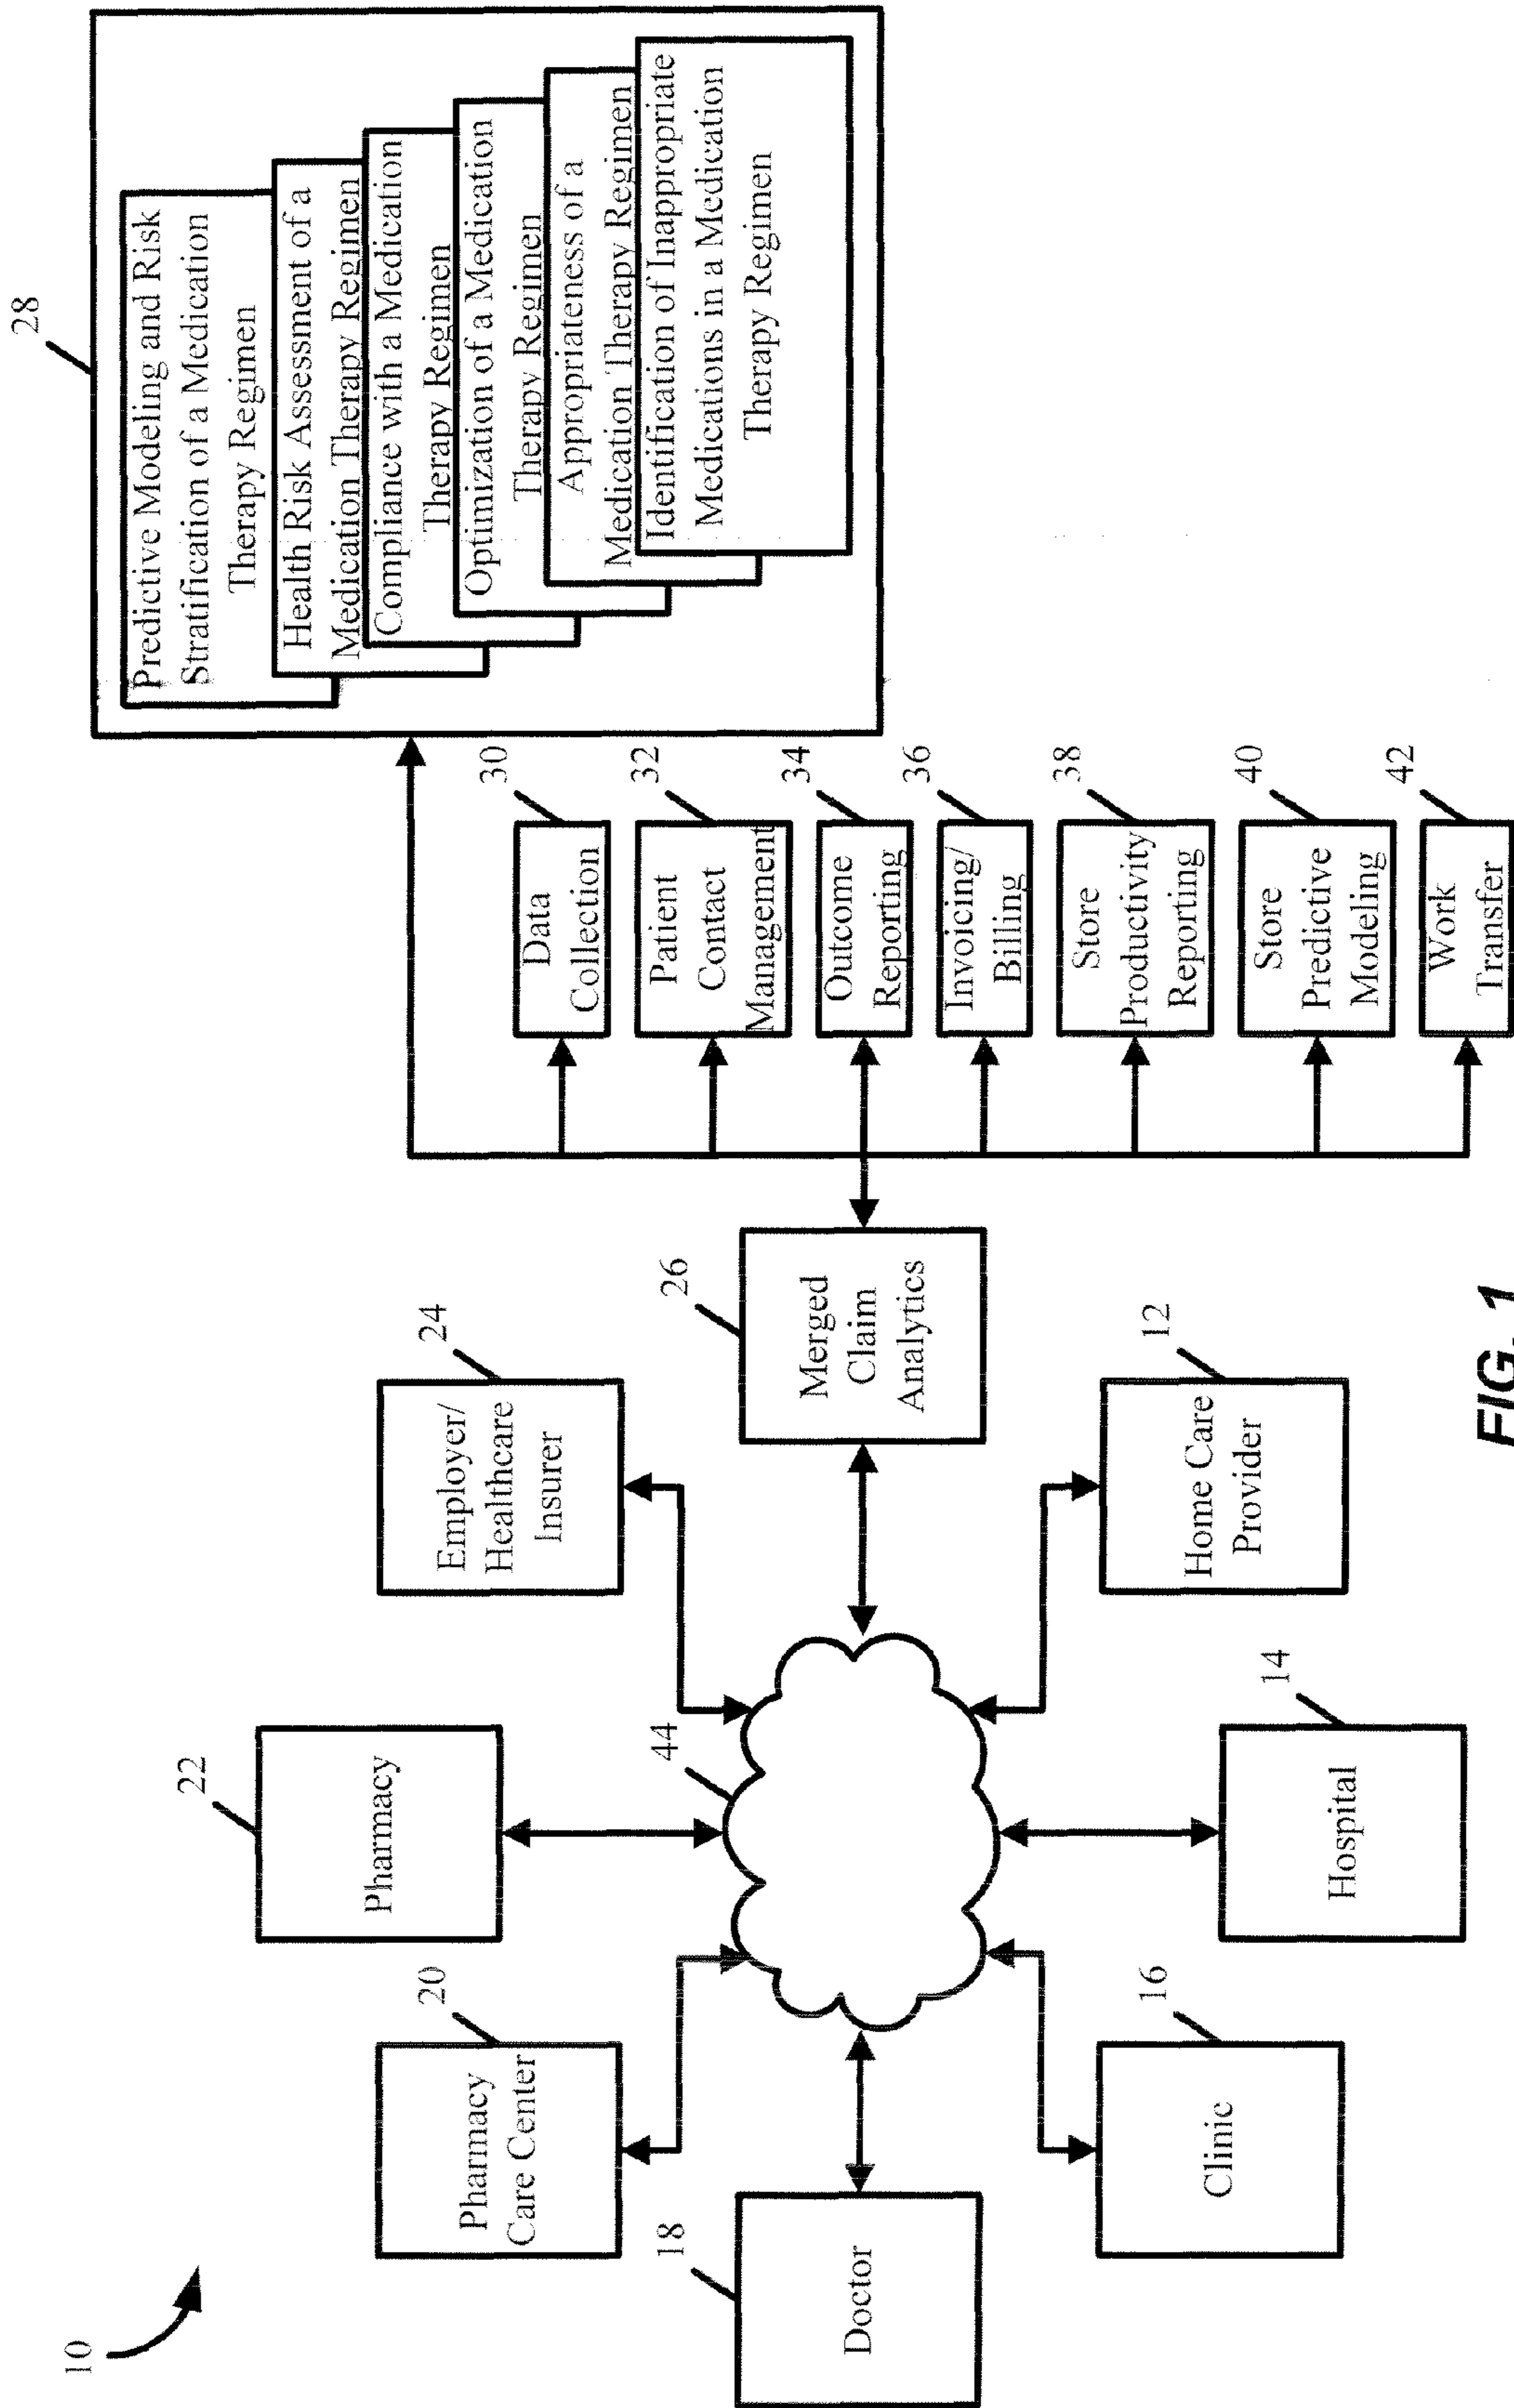 10
18
Doctor
20
Pharmacy
Care Center
22
Pharmacy
24
Employer/
Healthcare
Insurer
44
16
Clinic
14
Hospital
12
Home Care
Provider
26
Merged
Claim
Analytics
28
Predictive Modeling and Risk
Stratification of a Medication
Therapy Regimen
Health Risk Assessment of a
Medication Therapy Regimen
Compliance with a Medication
Therapy Regimen
Optimization of a Medication
Therapy Regimen
Appropriateness of a
Medication Therapy Regimen
Identification of Inappropriate
Medications in a Medication
Therapy Regimen
30
Data
Collection
32
Patient
Contact
Management
34
Outcome
Reporting
36
Invoicing/
Billing
38
Store
Productivity
Reporting
40
Store
Predictive
Modeling
42
Work
Transfer
FIG. 1